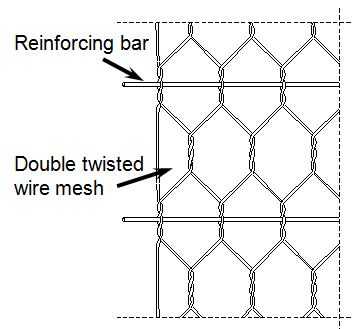 Reinforcing bar
Double twisted
wire mesh